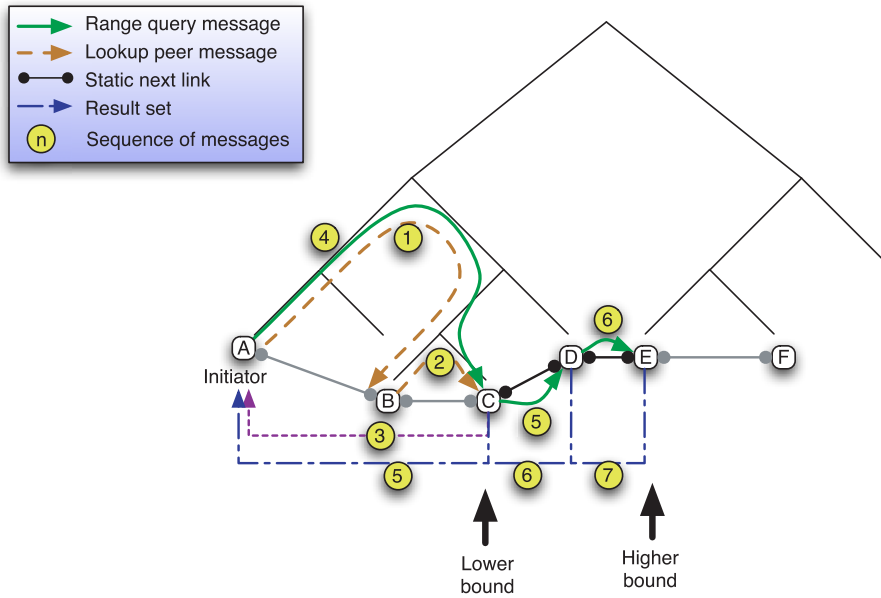 Range query message
Lookup peer message
Static next link
Result set
n Sequence of messages
4
1
6
A
D
E
F
2
Initiator
B
C
5
3
5
6
7
Lower
bound
Higher
bound